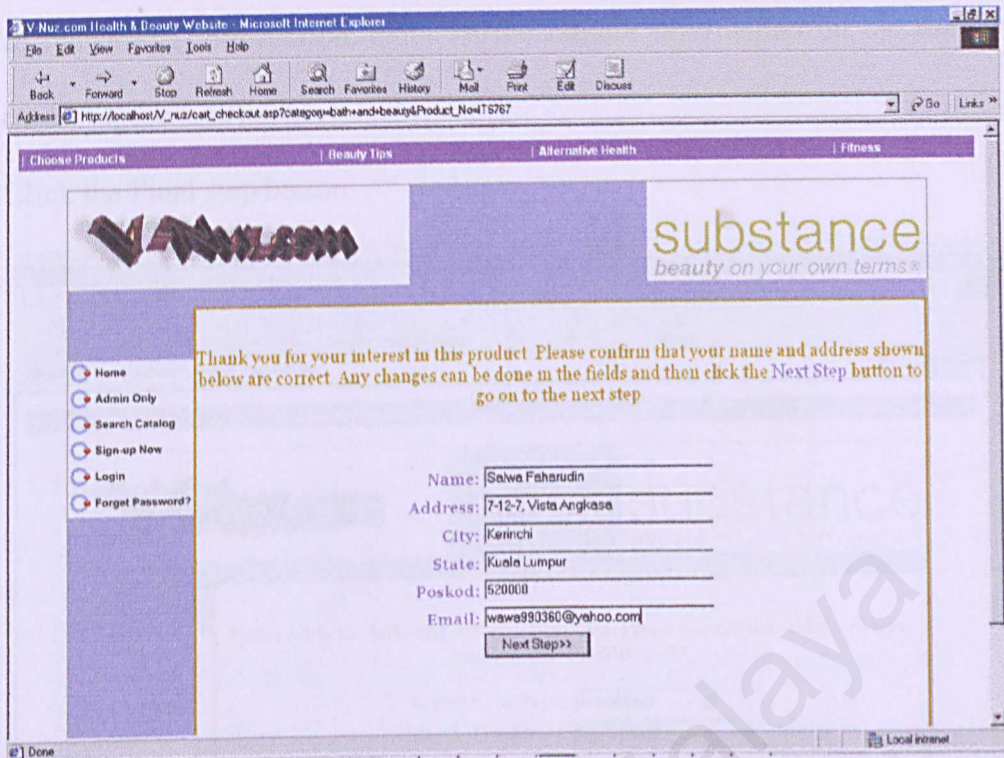 V-Nuz.com Health & Beauty Website - Microsoft Internet Explorer
File Edit View Favorites Tools Help
Back Forward Stop Refresh Home Search Favorites History Mail Print Edit Discuss
Address http://localhost/V_nuz/cart_checkout.asp?category=bath+and+beauty&Product_No=IT6767 Go Links »
| Choose Products | Beauty Tips | Alternative Health | Fitness
V-Nuz.com
substance
beauty on your own terms
Thank you for your interest in this product. Please confirm that your name and address shown
below are correct. Any changes can be done in the fields and then click the Next Step button to
go on to the next step
Home
Admin Only
Search Catalog
Sign-up Now
Login
Forget Password?
Name: Salwa Faharudin
Address: 7-12-7, Vista Angkasa
City: Kerinchi
State: Kuala Lumpur
Poskod: 520000
Email: wawa990360@yahoo.com
Next Step>>
Done
Local intranet
alaya